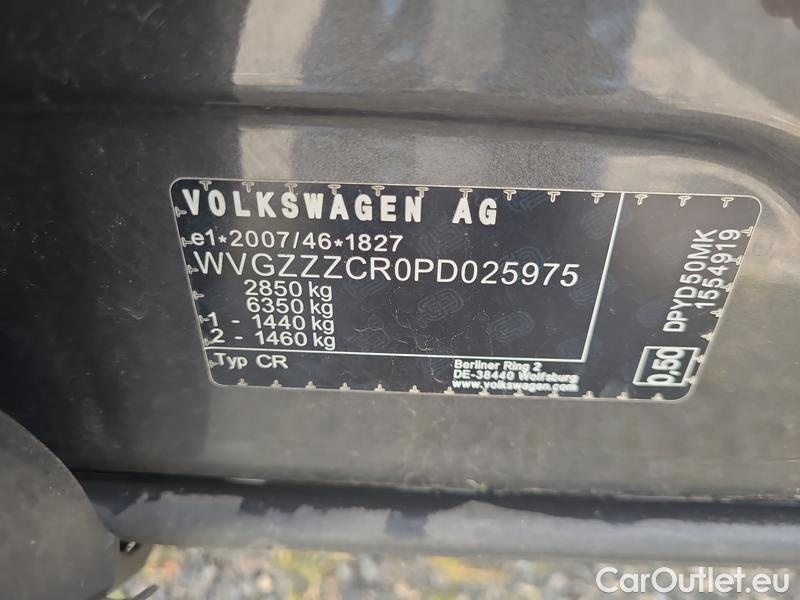 VOLKSWAGEN AG
e1*2007/46*1827
WVGZZZCR0PD025975
2850 kg
6350 kg
1 - 1440 kg
2 - 1460 kg
Typ CR
Berliner Ring 2
DE-38440 Wolfsburg
www.volkswagen.com
DPYD50MK
1554919
0,50
CarOutlet.eu